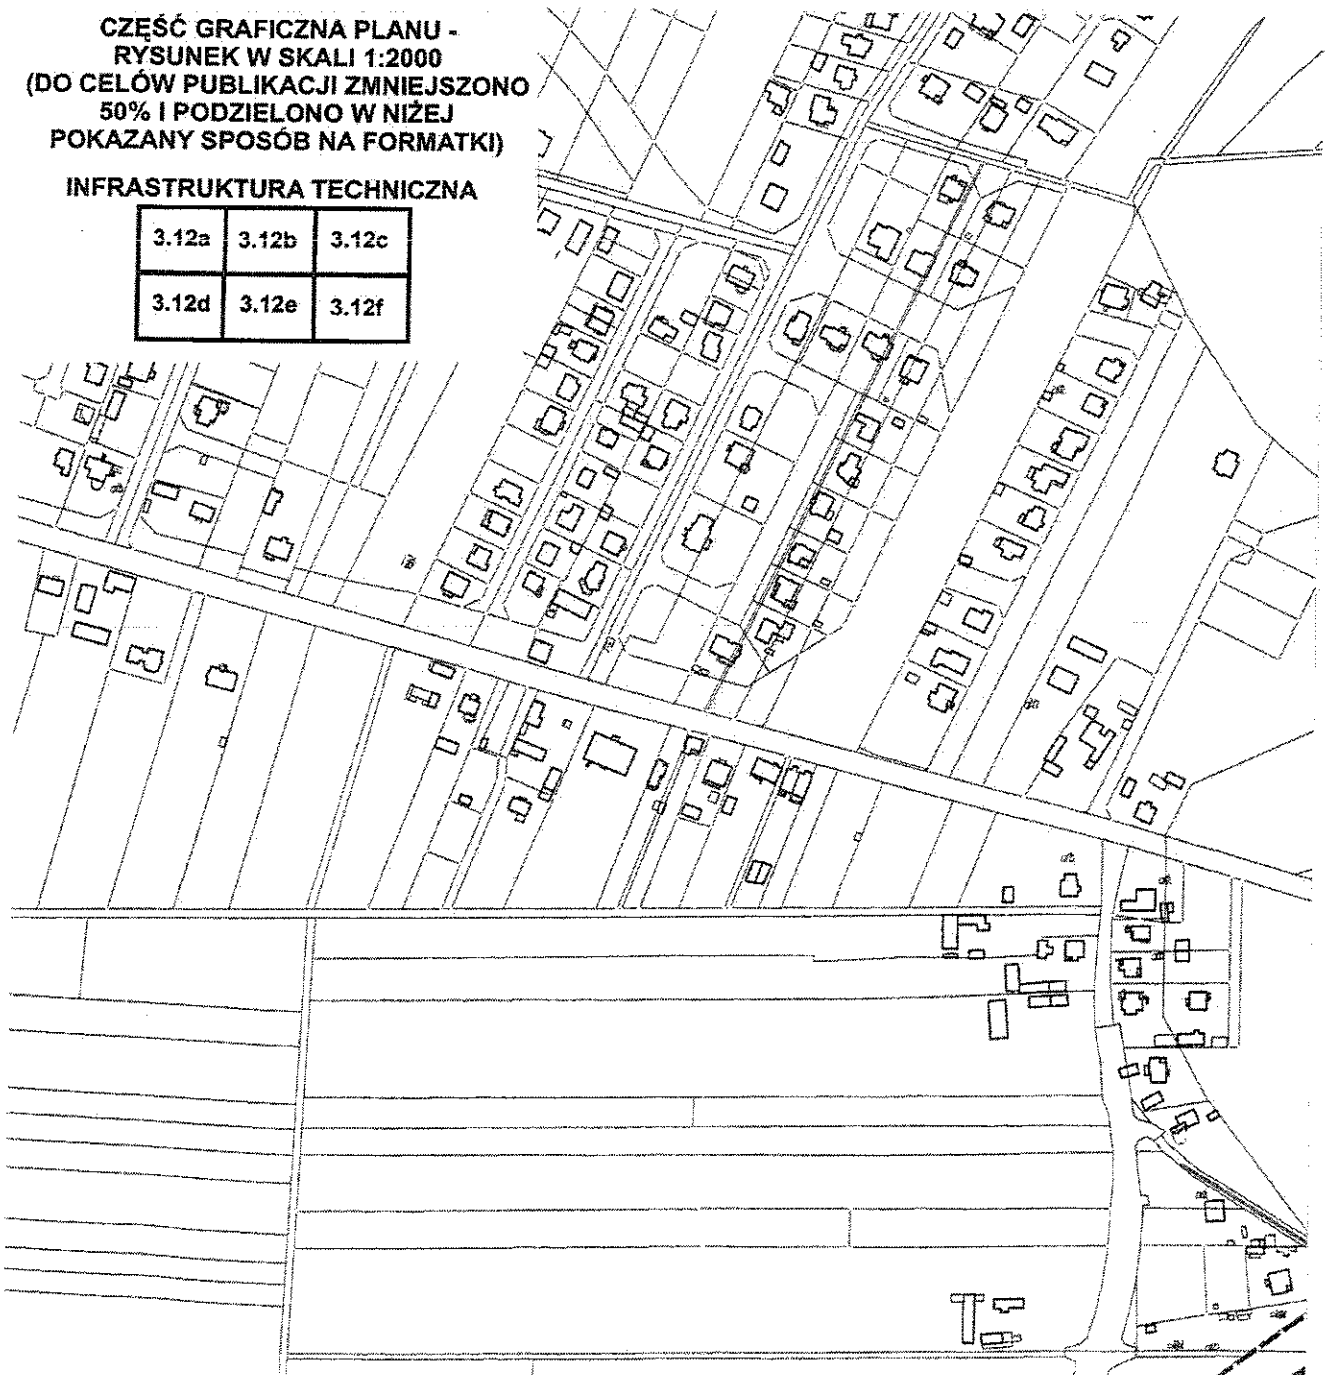 CZĘŚĆ GRAFICZNA PLANU -
RYSUNEK W SKALI 1:2000
(DO CELÓW PUBLIKACJI ZMNIEJSZONO
50% I PODZIELONO W NIŻEJ
POKAZANY SPOSÓB NA FORMATKI)
INFRASTRUKTURA TECHNICZNA
3.12a 3.12b 3.12c
3.12d 3.12e 3.12f